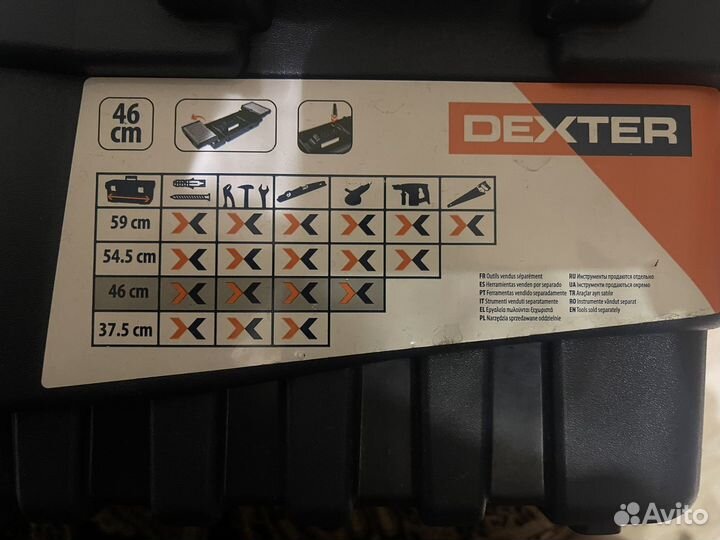 46
cm
DEXTER
59 cm
54.5 cm
46 cm
37.5 cm
FR Outils vendus séparément
ES Herramientas venden por separado
PT Ferramentas vendido separadamente
IT Strumenti venduti separatamente
EL Εργαλεία πωλούνται ξεχωριστά
PL Narzędzia sprzedawane oddzielnie
RU Инструменты продаются отдельно
UA Інструменти продаються окремо
TR Araçlar ayrı satılır
RO Instrumente vândut separat
EN Tools sold separately
Avito